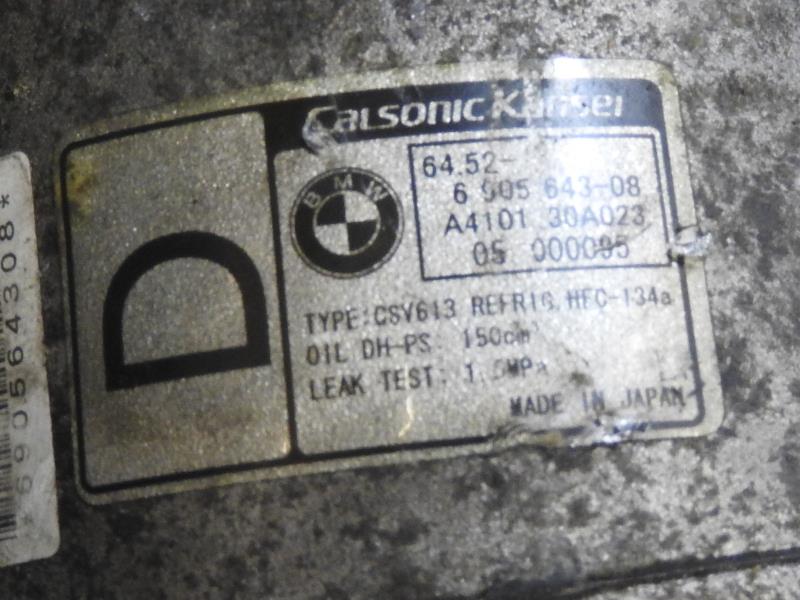 Calsonic Kansei
D
BMW
64.52-
6 905 643-08
A4101 30A023
05 000095
TYPE:CSV613 REFRIG. HFC-134a
OIL DH-PS: 150cm³
LEAK TEST: 1.5MPa
MADE IN JAPAN
*690564308*